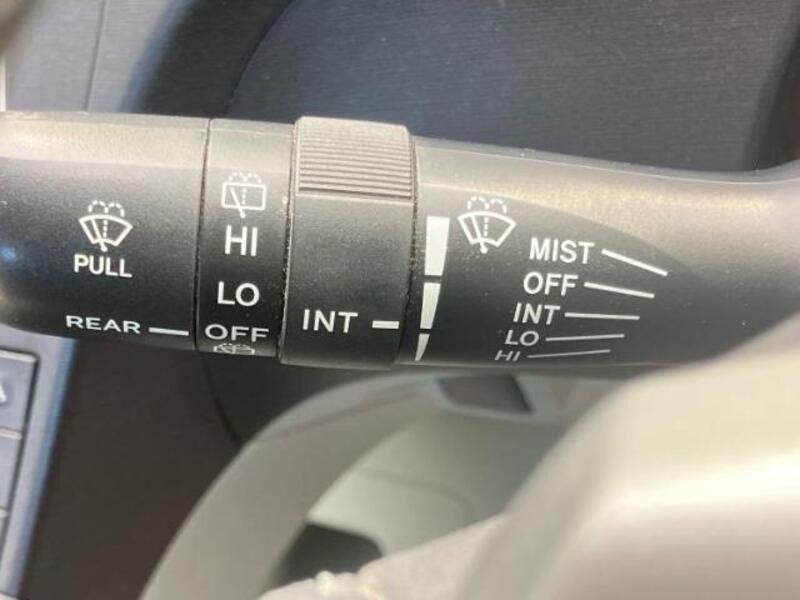 PULL
REAR
HI
LO
OFF
INT
MIST
OFF
INT
LO
HI